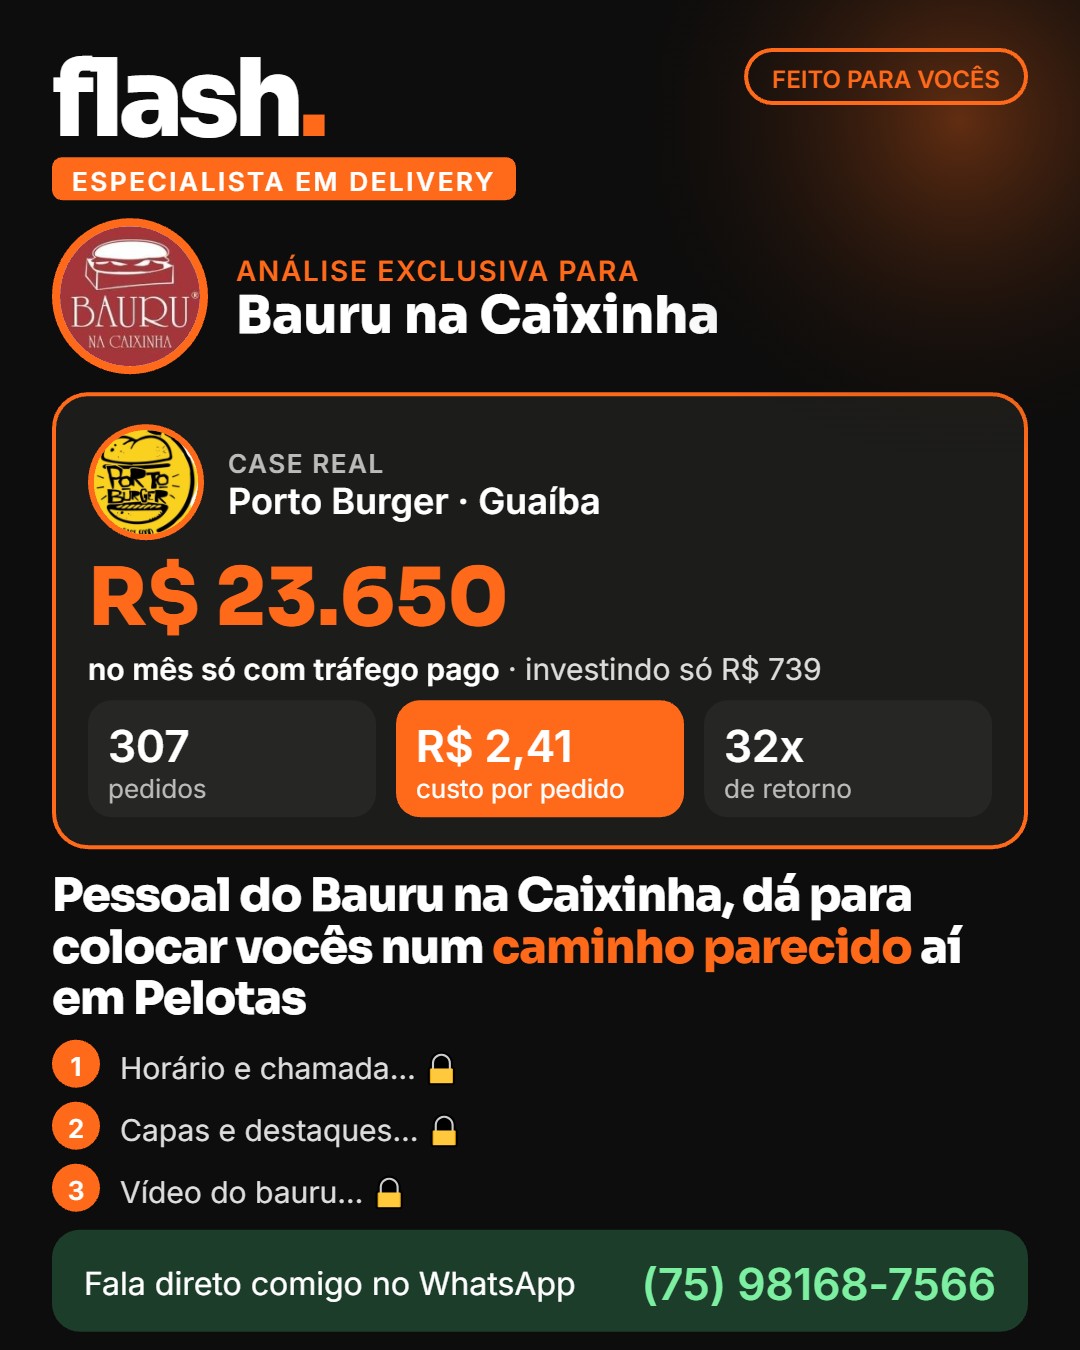 flash.
FEITO PARA VOCÊS
ESPECIALISTA EM DELIVERY
BAURU®
NA CAIXINHA
ANÁLISE EXCLUSIVA PARA
Bauru na Caixinha
PORTO
BURGER
CASE REAL
Porto Burger · Guaíba
R$ 23.650
no mês só com tráfego pago · investindo só R$ 739
307
pedidos
R$ 2,41
custo por pedido
32x
de retorno
Pessoal do Bauru na Caixinha, dá para
colocar vocês num caminho parecido aí
em Pelotas
1 Horário e chamada...
2 Capas e destaques...
3 Vídeo do bauru...
Fala direto comigo no WhatsApp (75) 98168-7566